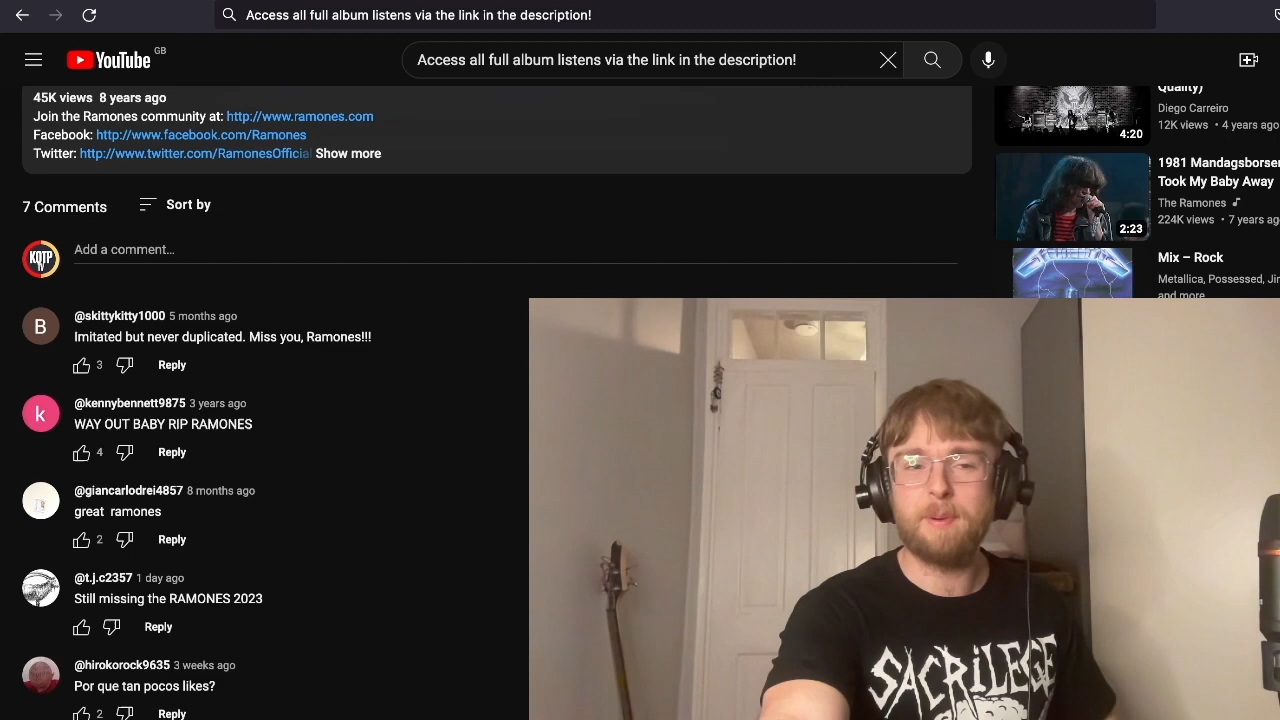 Access all full album listens via the link in the description!
YouTube GB
Access all full album listens via the link in the description!
45K views 8 years ago
Join the Ramones community at: http://www.ramones.com
Facebook: http://www.facebook.com/Ramones
Twitter: http://www.twitter.com/RamonesOfficial Show more
7 Comments
Sort by
KQTP
TV
Add a comment...
B
@skittykitty1000 5 months ago
Imitated but never duplicated. Miss you, Ramones!!!
3
Reply
k
@kennybennett9875 3 years ago
WAY OUT BABY RIP RAMONES
4
Reply
@giancarlodrei4857 8 months ago
great ramones
2
Reply
@t.j.c2357 1 day ago
Still missing the RAMONES 2023
Reply
@hirokorock9635 3 weeks ago
Por que tan pocos likes?
2
Reply
Quality)
Diego Carreiro
12K views • 4 years ago
4:20
1981 Mandagsborser
Took My Baby Away
The Ramones
224K views • 7 years ago
2:23
Mix – Rock
Metallica, Possessed, Jim
and more
SACRILEGE